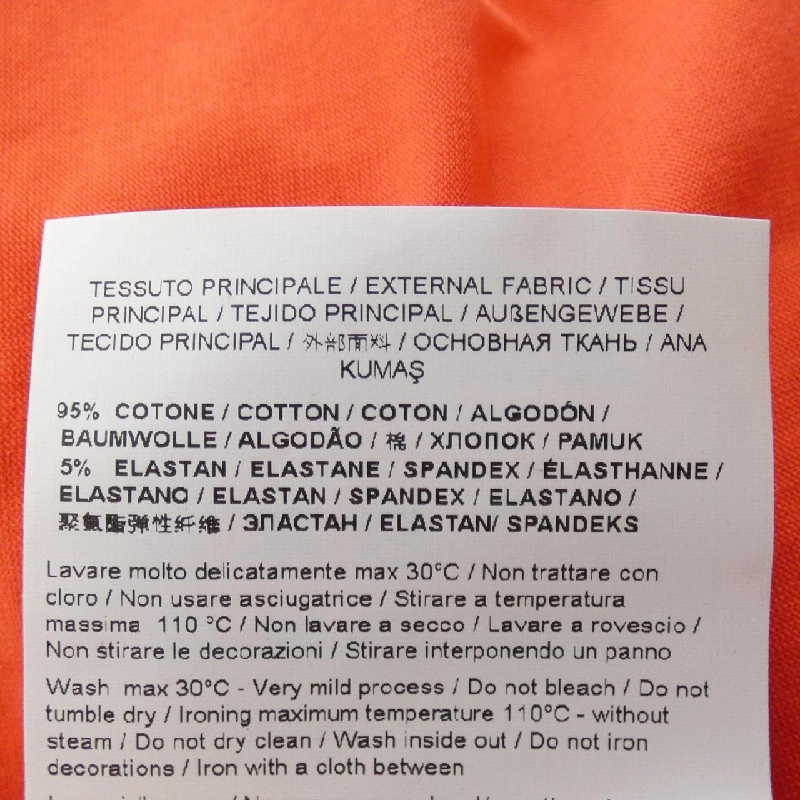 TESSUTO PRINCIPALE / EXTERNAL FABRIC / TISSU
PRINCIPAL / TEJIDO PRINCIPAL / AUßENGEWEBE /
TECIDO PRINCIPAL / 外部面料 / ОСНОВНАЯ ТКАНЬ / ANA
KUMAŞ
95% COTONE / COTTON / COTON / ALGODÓN /
BAUMWOLLE / ALGODÃO / 棉 / ХЛОПОК / PAMUK
5% ELASTAN / ELASTANE / SPANDEX / ÉLASTHANNE /
ELASTANO / ELASTAN / SPANDEX / ELASTANO /
聚氨酯弹性纤维 / ЭЛАСТАН / ELASTAN/ SPANDEKS
Lavare molto delicatamente max 30°C / Non trattare con
cloro / Non usare asciugatrice / Stirare a temperatura
massima 110 °C / Non lavare a secco / Lavare a rovescio /
Non stirare le decorazioni / Stirare interponendo un panno
Wash max 30°C - Very mild process / Do not bleach / Do not
tumble dry / Ironing maximum temperature 110°C - without
steam / Do not dry clean / Wash inside out / Do not iron
decorations / Iron with a cloth between